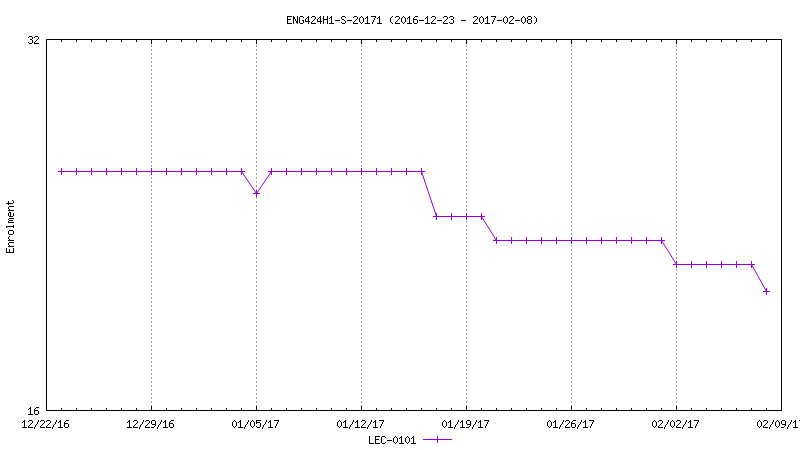 ENG424H1-S-20171 (2016-12-23 - 2017-02-08)
32
Enrolment
16
12/22/16 12/29/16 01/05/17 01/12/17 01/19/17 01/26/17 02/02/17 02/09/1
LEC-0101